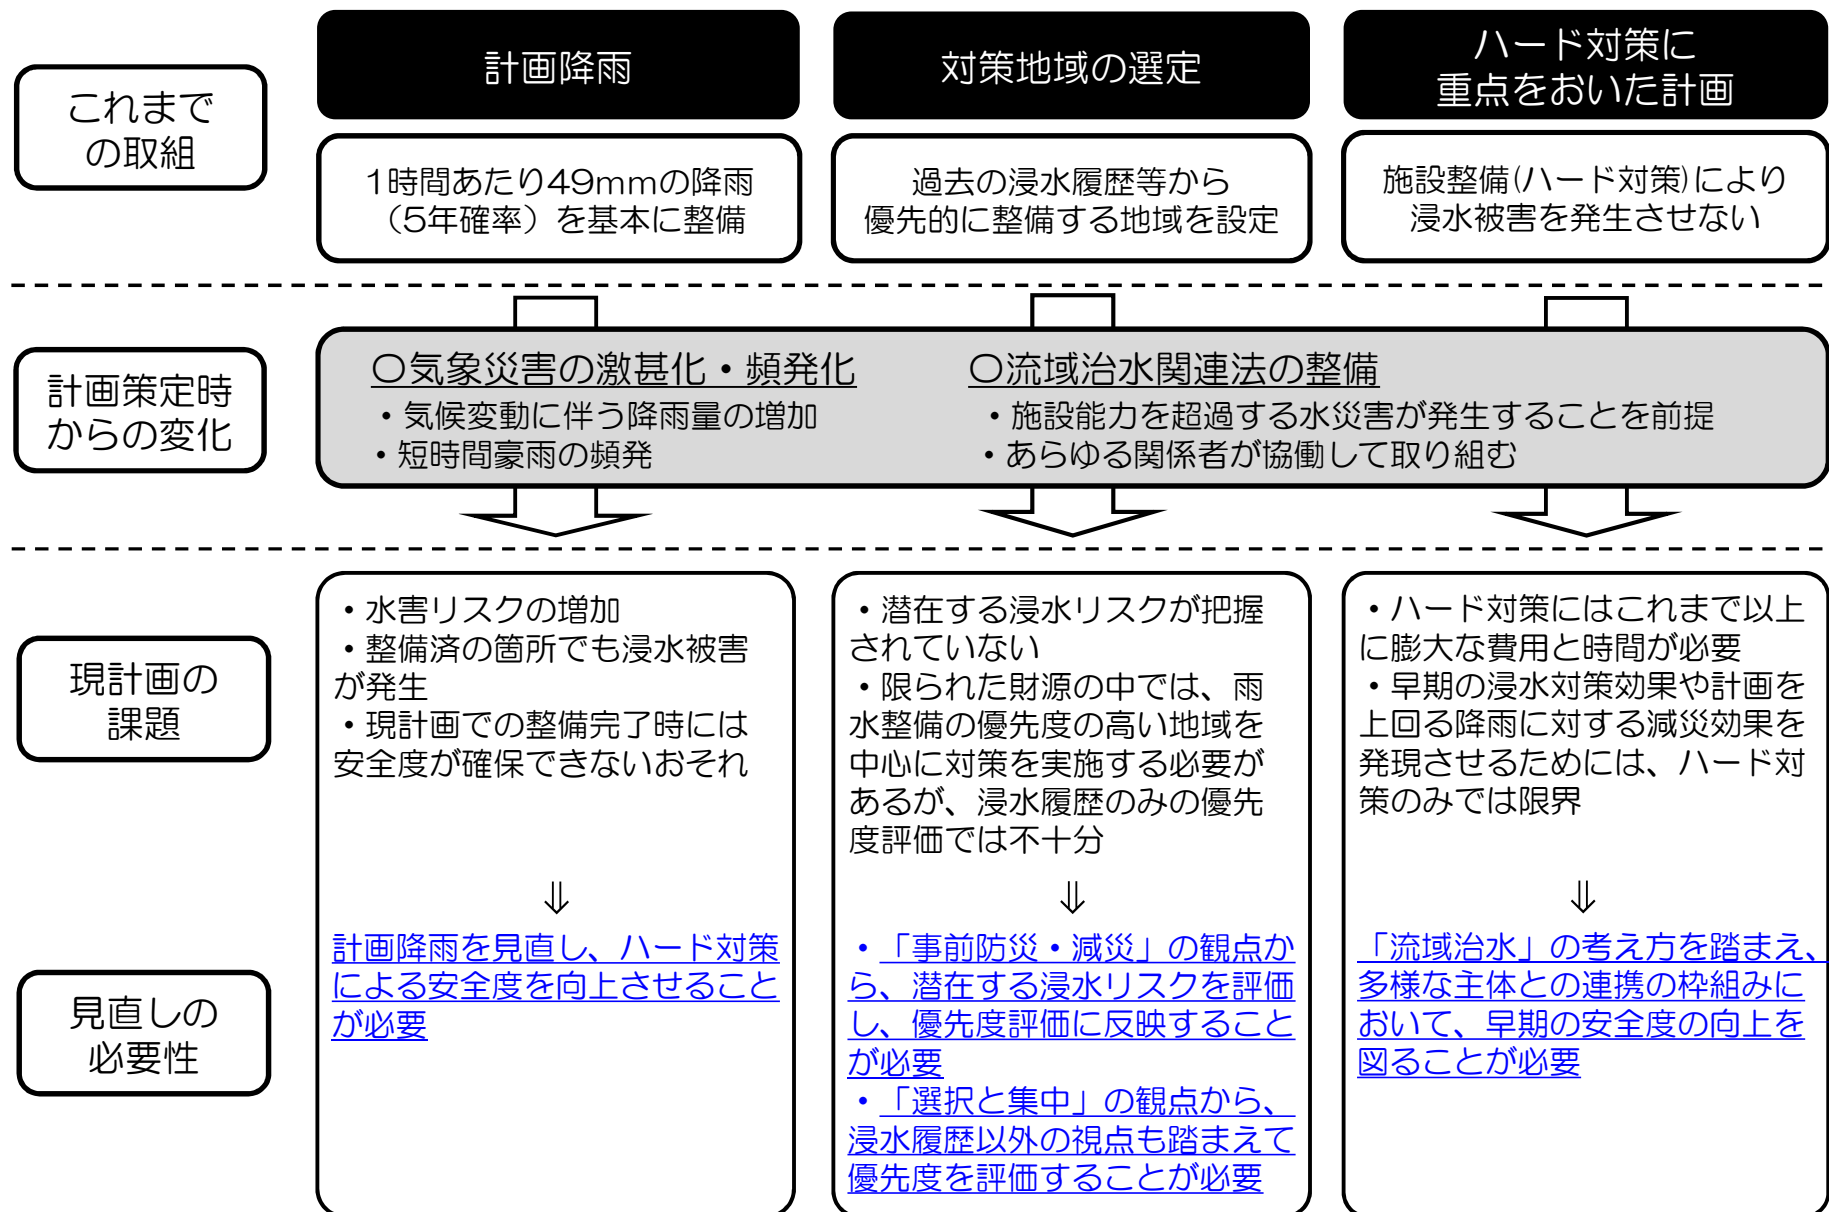 これまで
の取組
計画降雨
対策地域の選定
ハード対策に
重点をおいた計画
1時間あたり49mmの降雨
（5年確率）を基本に整備
過去の浸水履歴等から
優先的に整備する地域を設定
施設整備(ハード対策)により
浸水被害を発生させない
計画策定時
からの変化
〇気象災害の激甚化・頻発化
・気候変動に伴う降雨量の増加
・短時間豪雨の頻発
〇流域治水関連法の整備
・施設能力を超過する水災害が発生することを前提
・あらゆる関係者が協働して取り組む
現計画の
課題
・水害リスクの増加
・整備済の箇所でも浸水被害
が発生
・現計画での整備完了時には
安全度が確保できないおそれ
・潜在する浸水リスクが把握
されていない
・限られた財源の中では、雨
水整備の優先度の高い地域を
中心に対策を実施する必要が
あるが、浸水履歴のみの優先
度評価では不十分
・ハード対策にはこれまで以上
に膨大な費用と時間が必要
・早期の浸水対策効果や計画を
上回る降雨に対する減災効果を
発現させるためには、ハード対
策のみでは限界
見直しの
必要性
⇓
計画降雨を見直し、ハード対策
による安全度を向上させること
が必要
⇓
・「事前防災・減災」の観点か
ら、潜在する浸水リスクを評価
し、優先度評価に反映すること
が必要
・「選択と集中」の観点から、
浸水履歴以外の視点も踏まえて
優先度を評価することが必要
⇓
「流域治水」の考え方を踏まえ、
多様な主体との連携の枠組みに
おいて、早期の安全度の向上を
図ることが必要